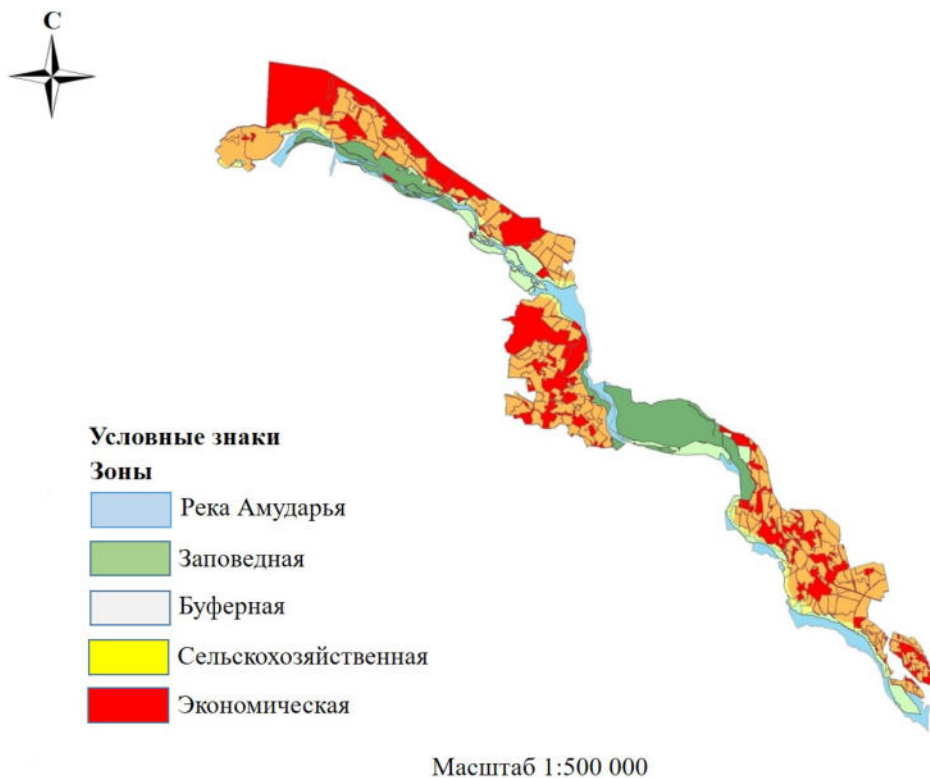 С
Условные знаки
Зоны
Река Амударья
Заповедная
Буферная
Сельскохозяйственная
Экономическая
Масштаб 1:500 000